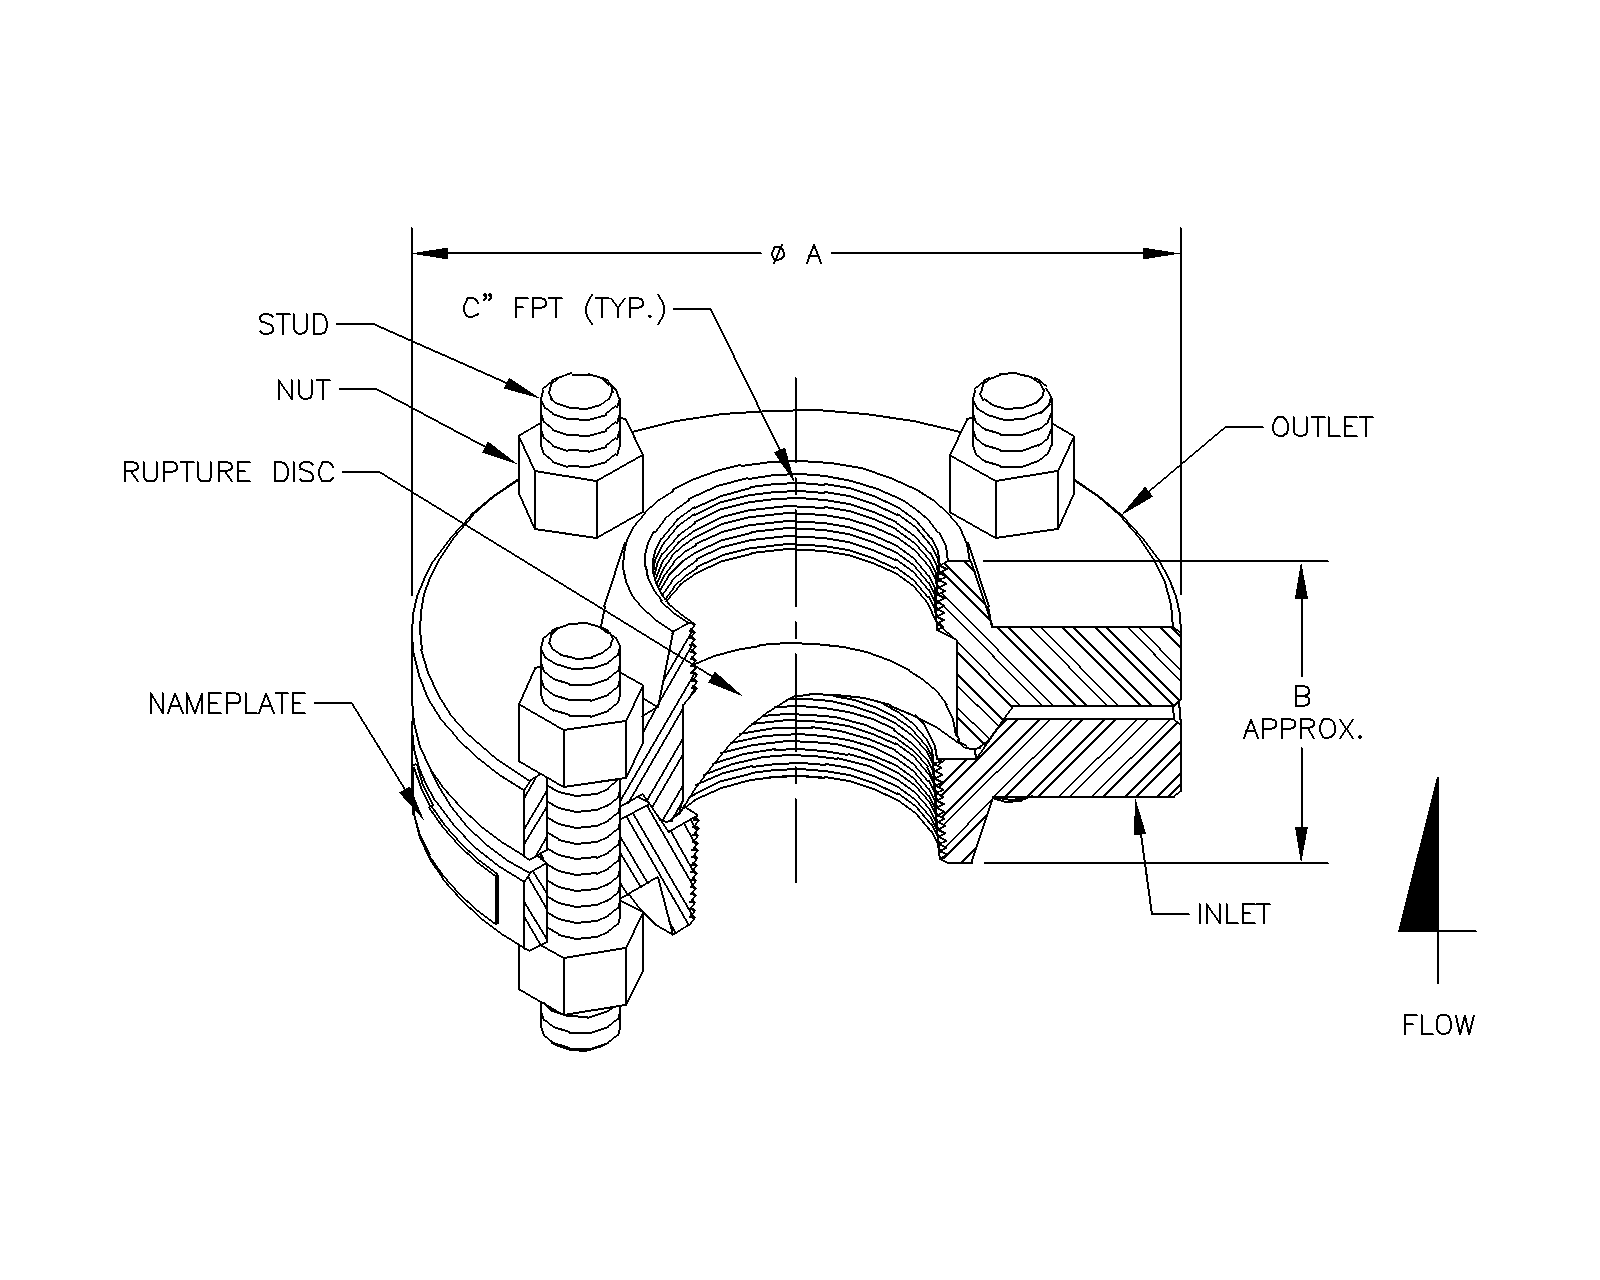 ø A
C” FPT (TYP.)
STUD
NUT
OUTLET
RUPTURE DISC
NAMEPLATE
B
APPROX.
INLET
FLOW